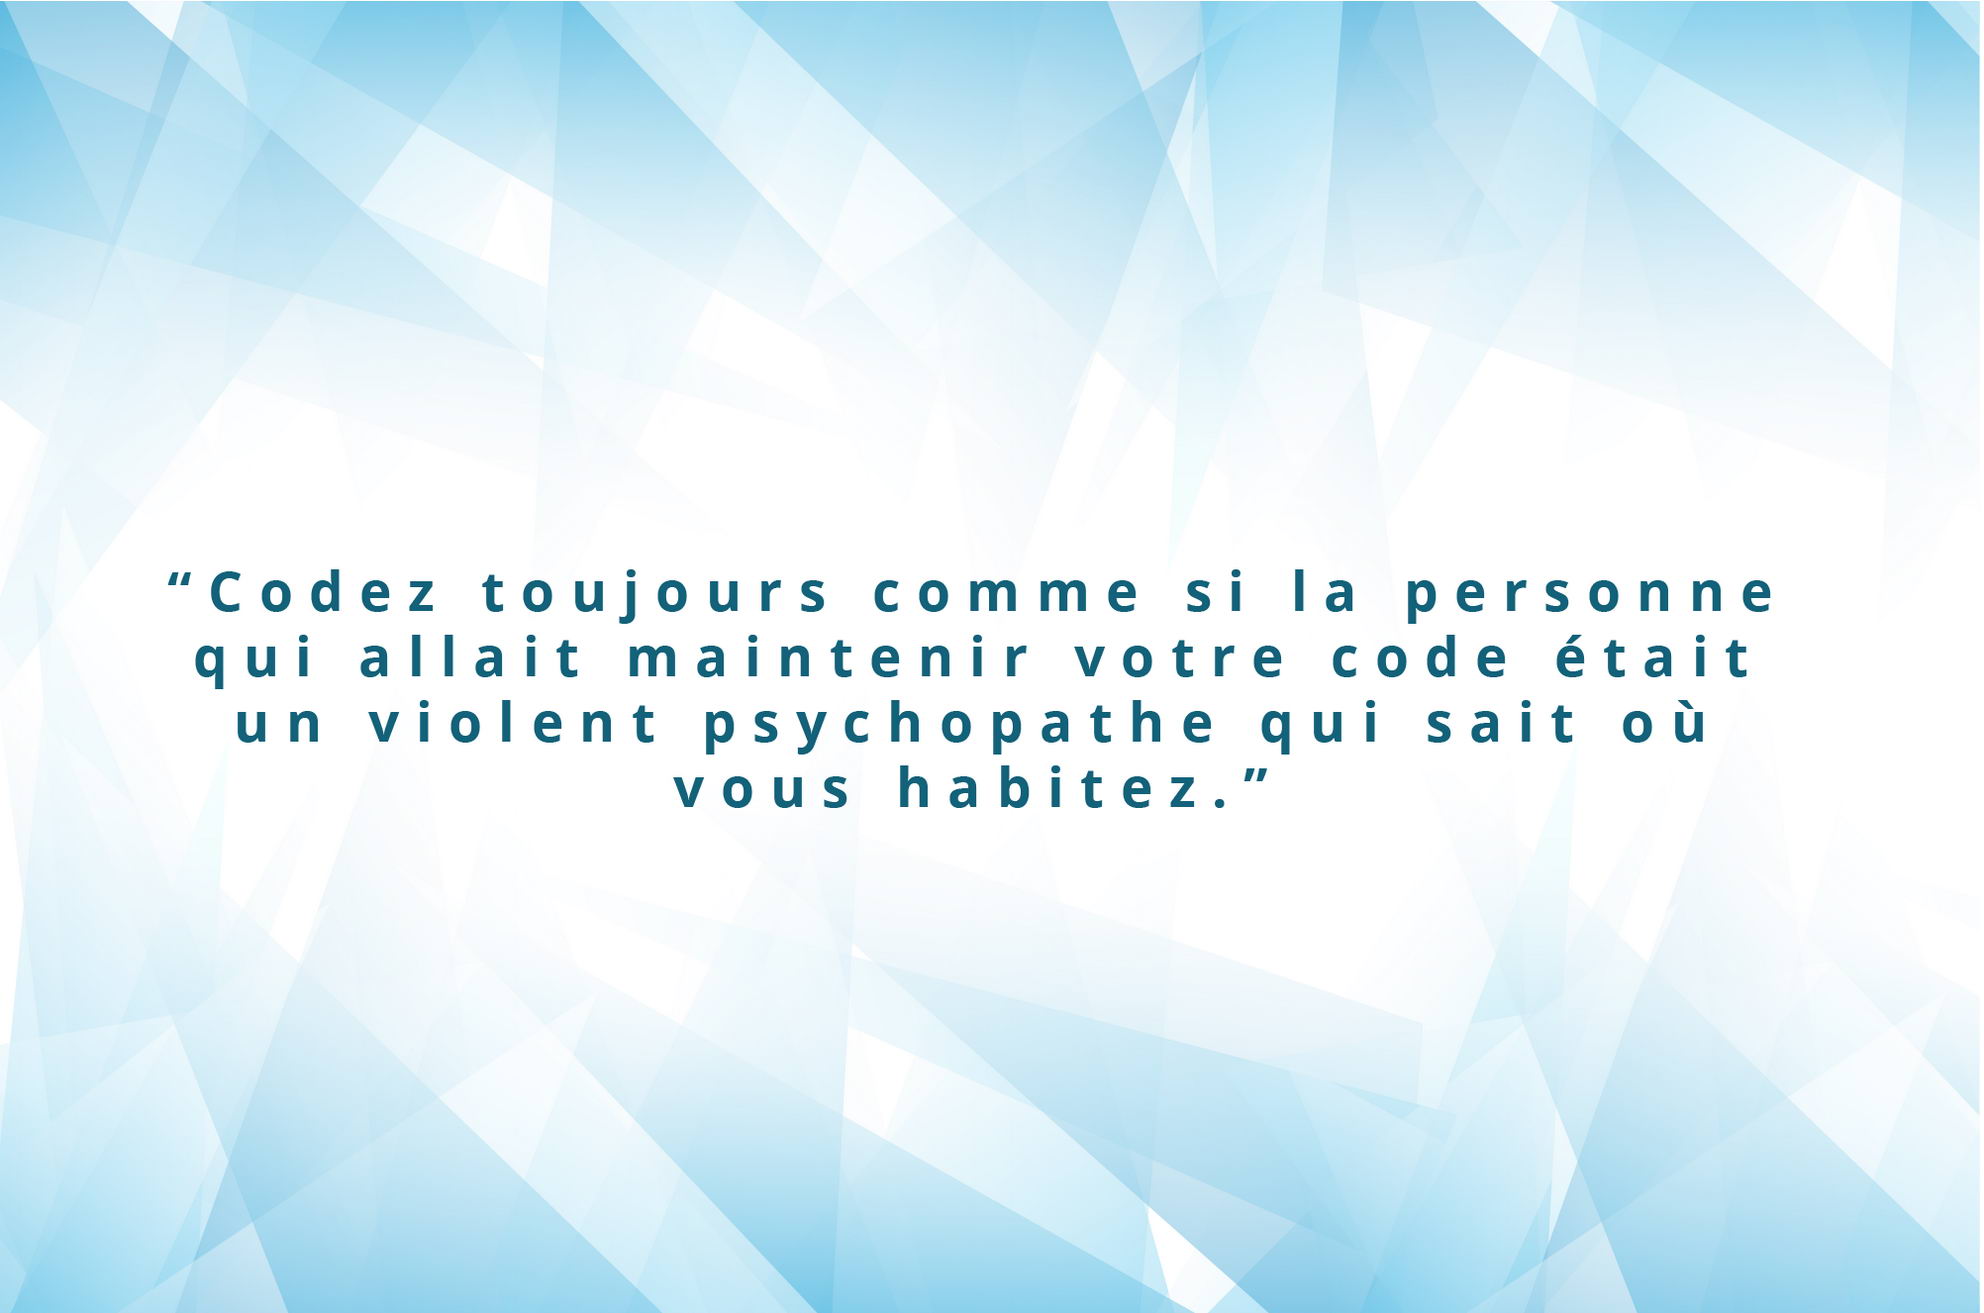 “Codez toujours comme si la personne
qui allait maintenir votre code était
un violent psychopathe qui sait où
vous habitez.”